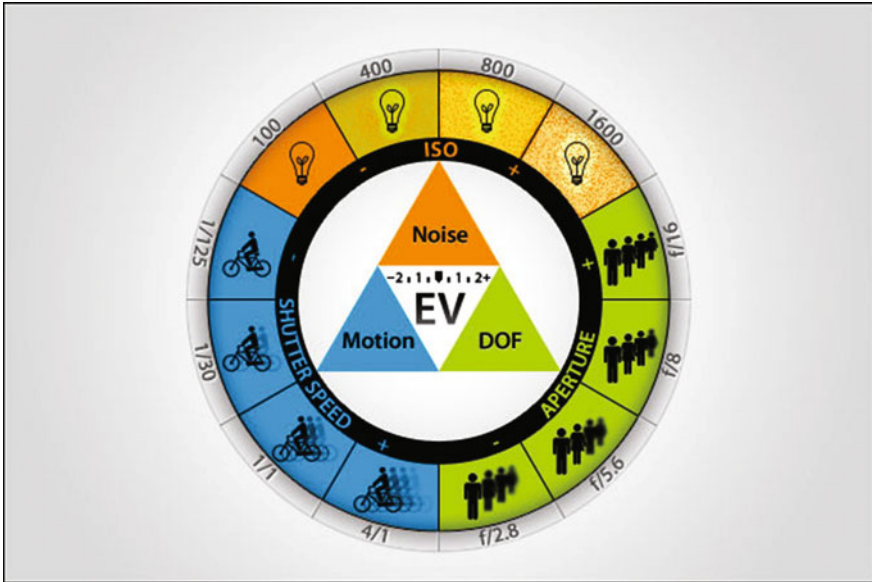 400
800
100
1600
ISO
-
+
1/125
-
f/16
+
Noise
-2 1 1 2+
EV
Motion
DOF
1/30
SHUTTER SPEED
f/8
APERTURE
1/1
+
f/5.6
-
4/1
f/2.8